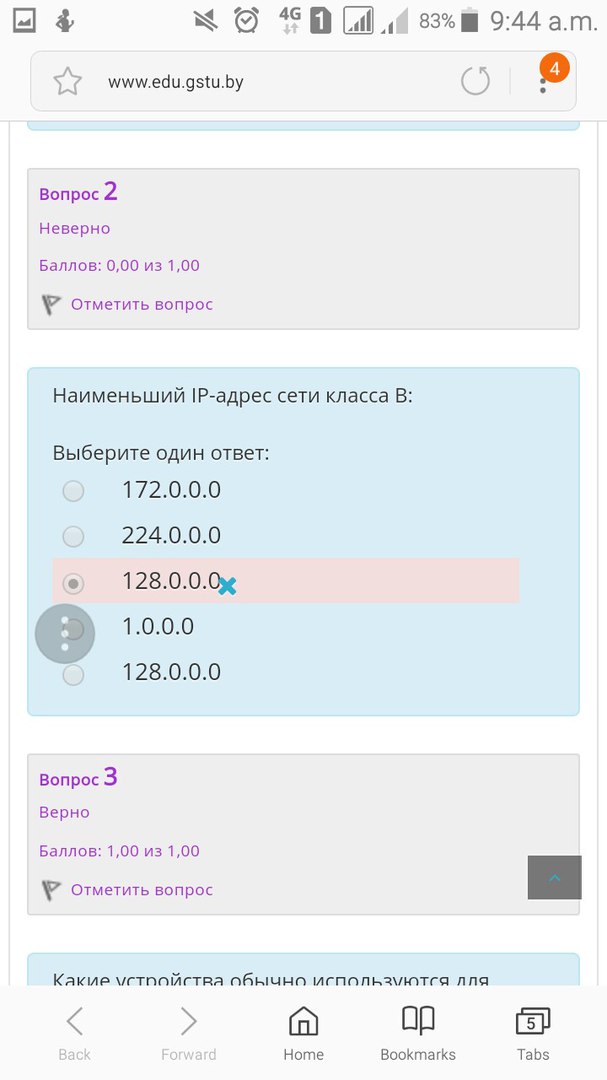 4G
1
83%
9:44 a.m.
www.edu.gstu.by
4
Вопрос 2
Неверно
Баллов: 0,00 из 1,00
Отметить вопрос
Наименьший IP-адрес сети класса B:
Выберите один ответ:
172.0.0.0
224.0.0.0
128.0.0.0
1.0.0.0
128.0.0.0
Вопрос 3
Верно
Баллов: 1,00 из 1,00
Отметить вопрос
Какие устройства обычно используются для
5
Back
Forward
Home
Bookmarks
Tabs